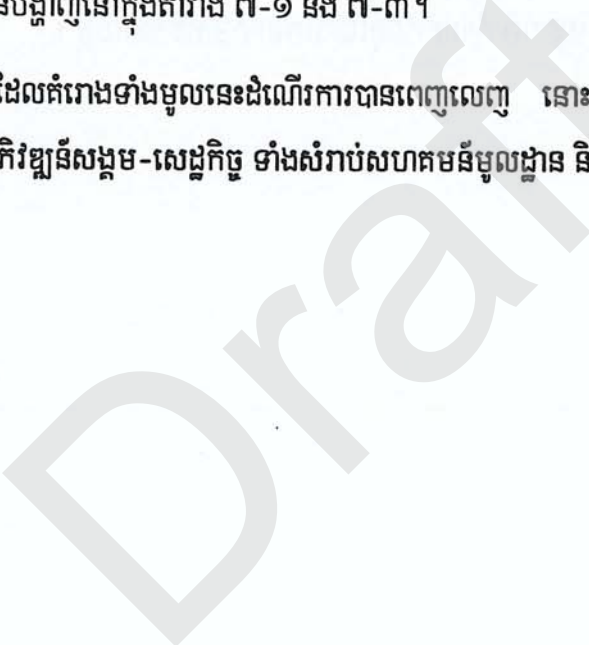 បង្ហាញនៅក្នុងតារាង ៧-១ និង ៧-៣។
ដែលគំរោងទាំងមូលនេះដំណើរការបានពេញលេញ នោះ
ភិវឌ្ឍន៍សង្គម-សេដ្ឋកិច្ច ទាំងសំរាប់សហគមន៍មូលដ្ឋាន និ
Draft